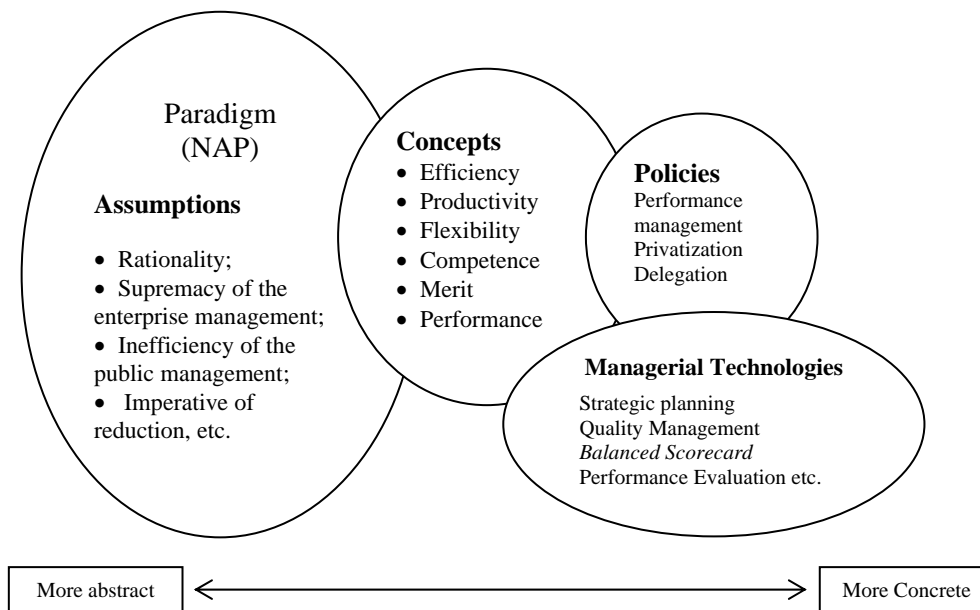 Paradigm
(NAP)
Assumptions
• Rationality;
• Supremacy of the
enterprise management;
• Inefficiency of the
public management;
• Imperative of
reduction, etc.
Concepts
• Efficiency
• Productivity
• Flexibility
• Competence
• Merit
• Performance
Policies
Performance
management
Privatization
Delegation
Managerial Technologies
Strategic planning
Quality Management
Balanced Scorecard
Performance Evaluation etc.
More abstract
More Concrete